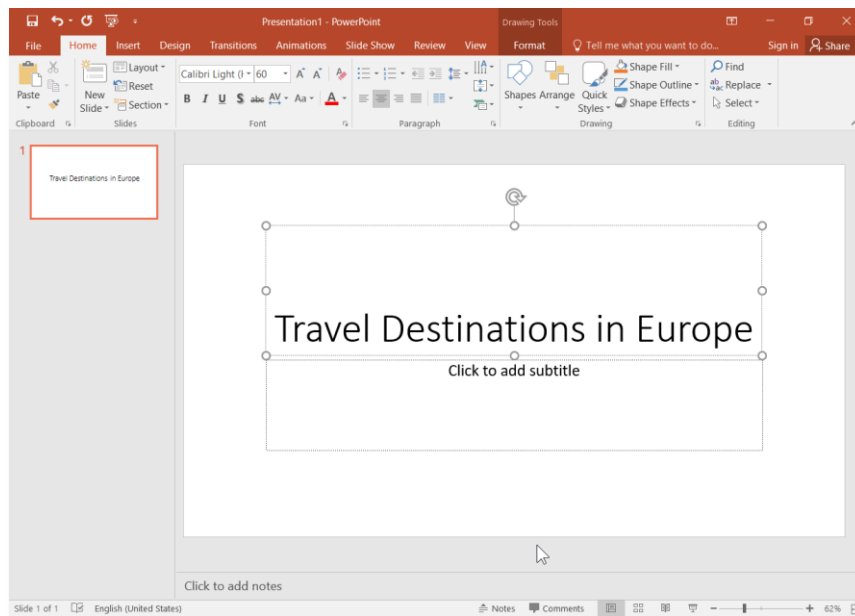 Presentation1 - PowerPoint
Drawing Tools
File Home Insert Design Transitions Animations Slide Show Review View Format Tell me what you want to do... Sign in Share
Paste
Clipboard
New Slide
Layout
Reset
Section
Slides
Calibri Light (H 60 A A
B I U S abc AV Aa A
Font
Paragraph
Shapes Arrange Quick Styles
Shape Fill
Shape Outline
Shape Effects
Drawing
Find
Replace
Select
Editing
1
Travel Destinations in Europe
Travel Destinations in Europe
Click to add subtitle
Click to add notes
Slide 1 of 1 English (United States) Notes Comments 62%